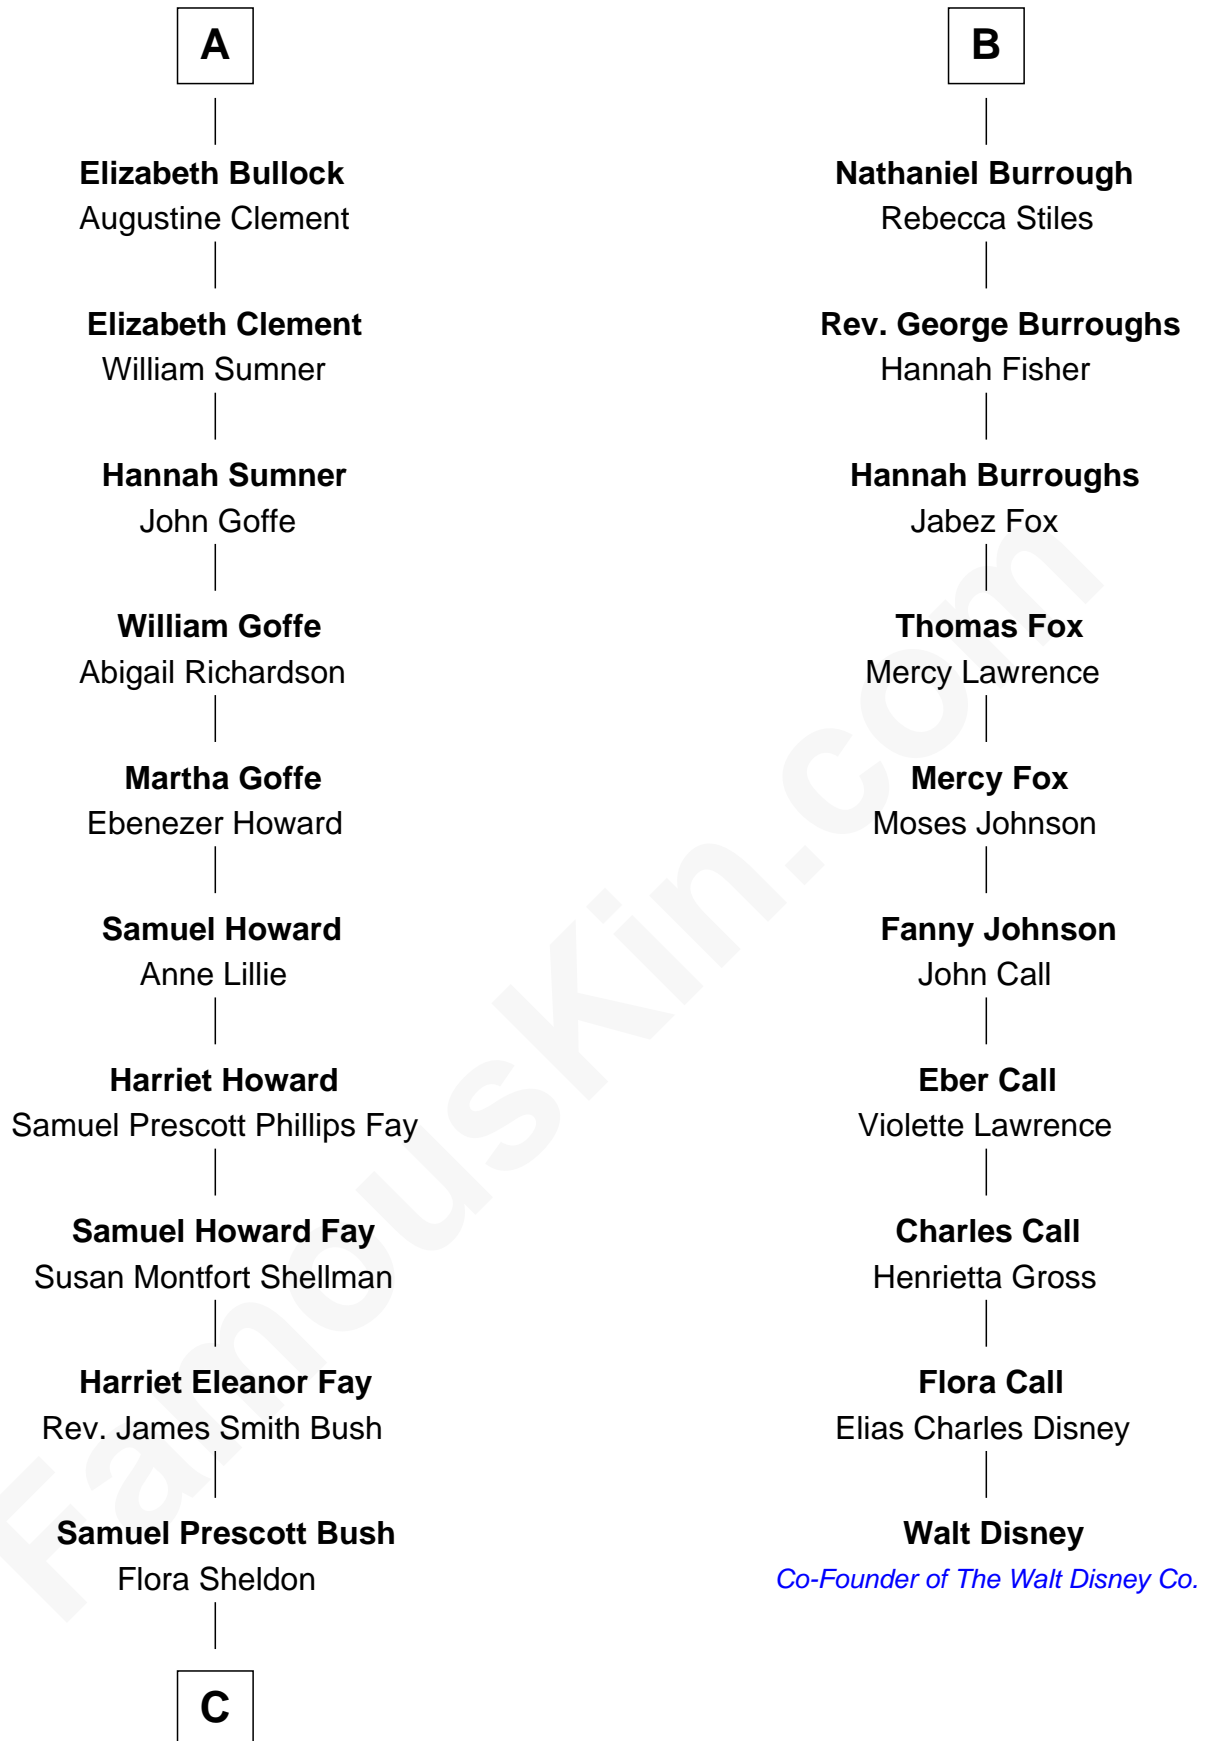 A
Elizabeth Bullock
Augustine Clement
Elizabeth Clement
William Sumner
Hannah Sumner
John Goffe
William Goffe
Abigail Richardson
Martha Goffe
Ebenezer Howard
Samuel Howard
Anne Lillie
Harriet Howard
Samuel Prescott Phillips Fay
Samuel Howard Fay
Susan Montfort Shellman
Harriet Eleanor Fay
Rev. James Smith Bush
Samuel Prescott Bush
Flora Sheldon
C
B
Nathaniel Burrough
Rebecca Stiles
Rev. George Burroughs
Hannah Fisher
Hannah Burroughs
Jabez Fox
Thomas Fox
Mercy Lawrence
Mercy Fox
Moses Johnson
Fanny Johnson
John Call
Eber Call
Violette Lawrence
Charles Call
Henrietta Gross
Flora Call
Elias Charles Disney
Walt Disney
Co-Founder of The Walt Disney Co.
FamousKin.com